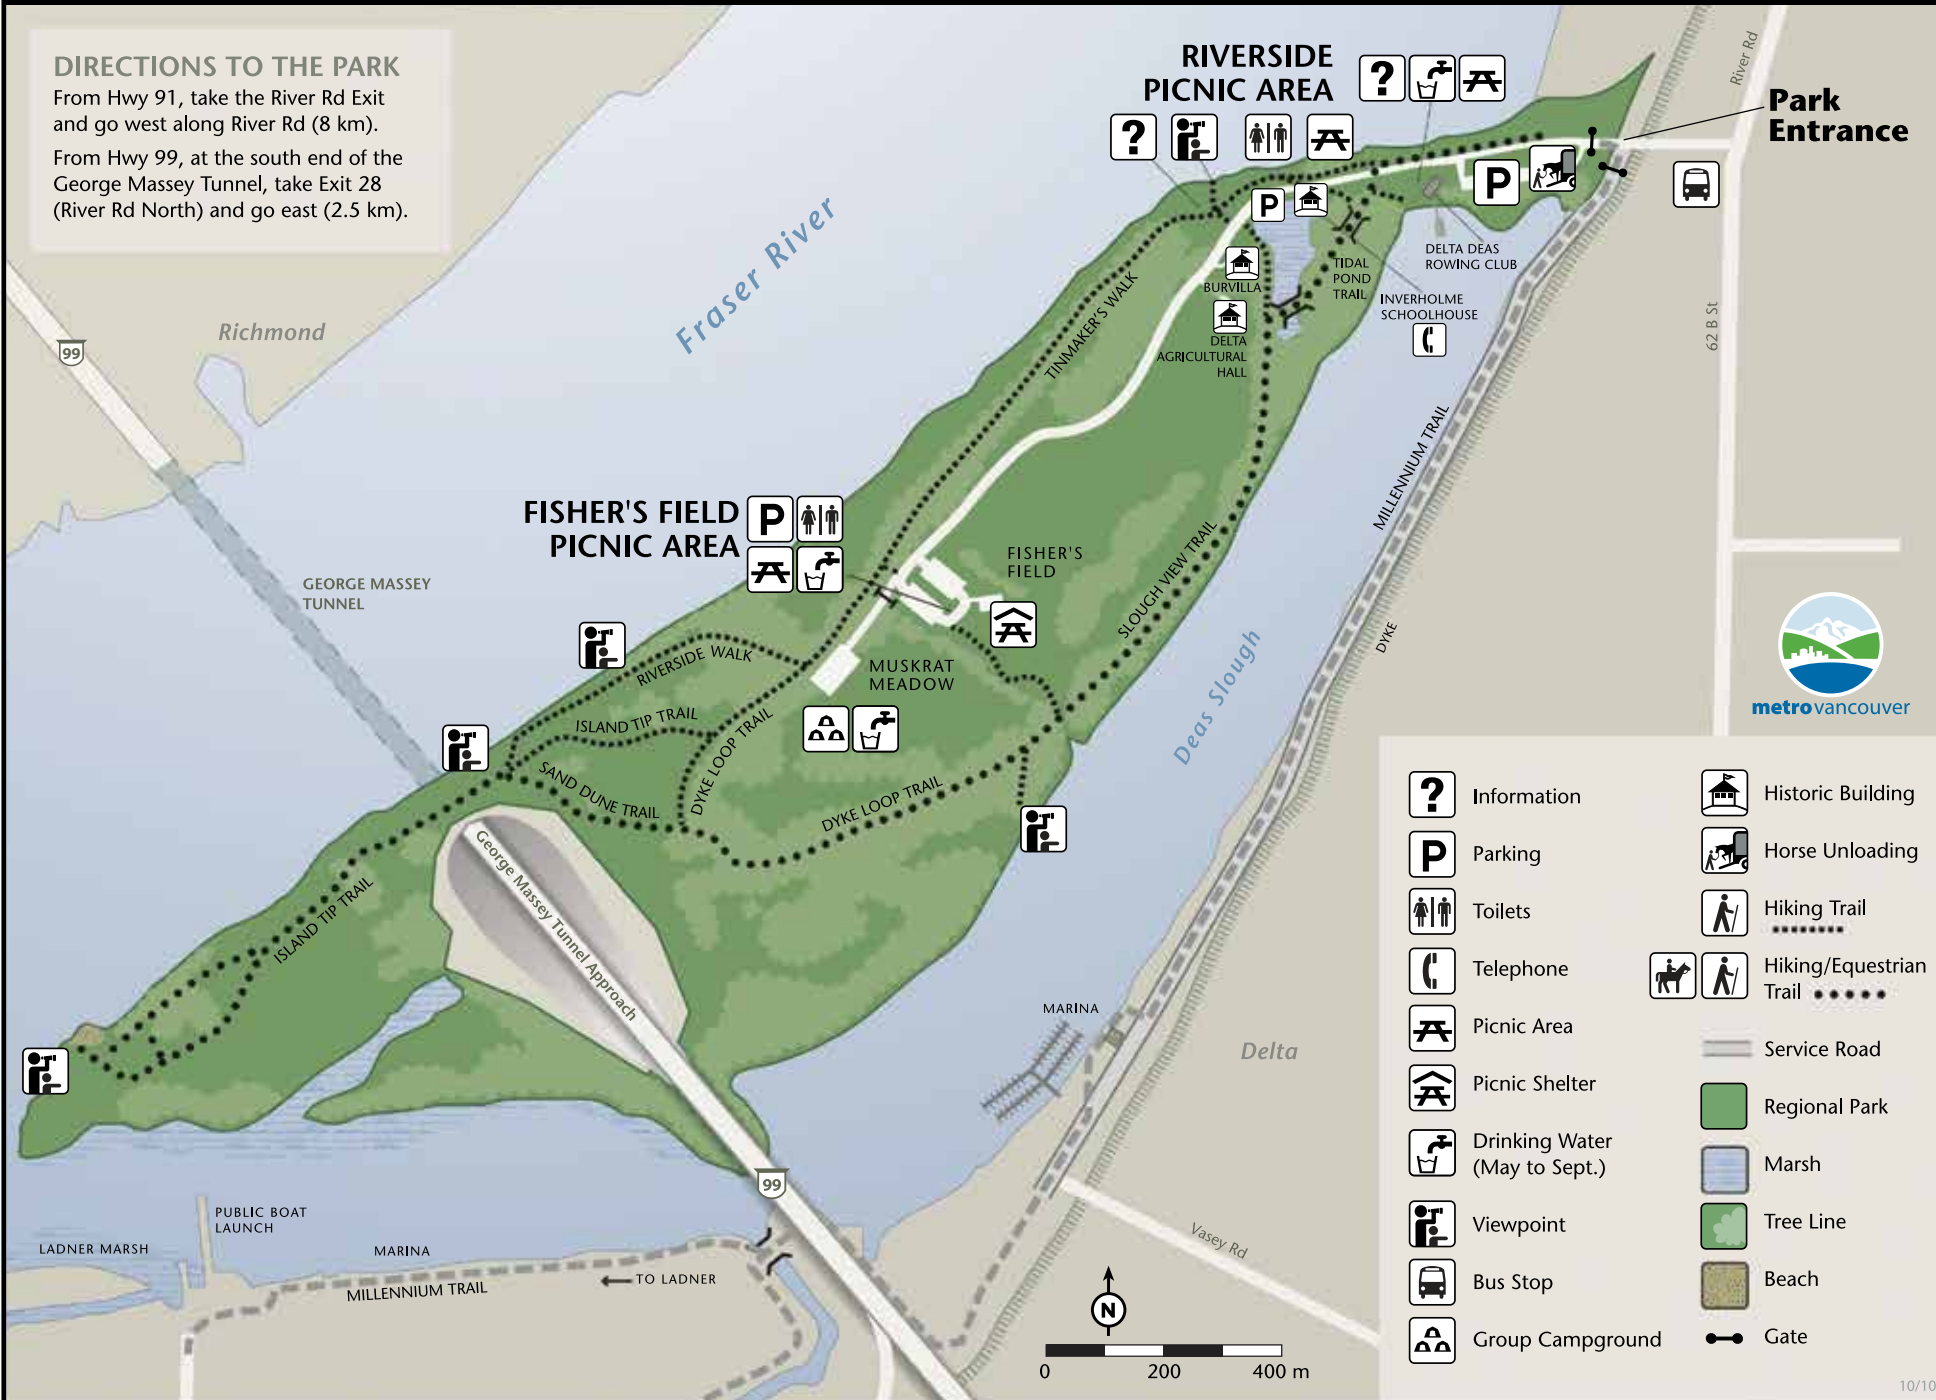 DIRECTIONS TO THE PARK
From Hwy 91, take the River Rd Exit
and go west along River Rd (8 km).
From Hwy 99, at the south end of the
George Massey Tunnel, take Exit 28
(River Rd North) and go east (2.5 km).
RIVERSIDE
PICNIC AREA
?
?
P
P
Park
Entrance
River Rd
62 B St
DELTA DEAS
ROWING CLUB
TIDAL
POND
TRAIL
INVERHOLME
SCHOOLHOUSE
BURVILLA
DELTA
AGRICULTURAL
HALL
TINMAKER'S WALK
Fraser River
Richmond
99
GEORGE MASSEY
TUNNEL
FISHER'S FIELD
PICNIC AREA
P
FISHER'S
FIELD
SLOUGH VIEW TRAIL
MILLENNIUM TRAIL
DYKE
Deas Slough
RIVERSIDE WALK
MUSKRAT
MEADOW
ISLAND TIP TRAIL
DYKE LOOP TRAIL
SAND DUNE TRAIL
DYKE LOOP TRAIL
George Massey Tunnel Approach
ISLAND TIP TRAIL
MARINA
Delta
99
Vasey Rd
PUBLIC BOAT
LAUNCH
LADNER MARSH
MARINA
MILLENNIUM TRAIL
TO LADNER
N
0 200 400 m
metrovancouver
? Information
P Parking
Toilets
Telephone
Picnic Area
Picnic Shelter
Drinking Water
(May to Sept.)
Viewpoint
Bus Stop
Group Campground
Historic Building
Horse Unloading
Hiking Trail
Hiking/Equestrian
Trail
Service Road
Regional Park
Marsh
Tree Line
Beach
Gate
10/10